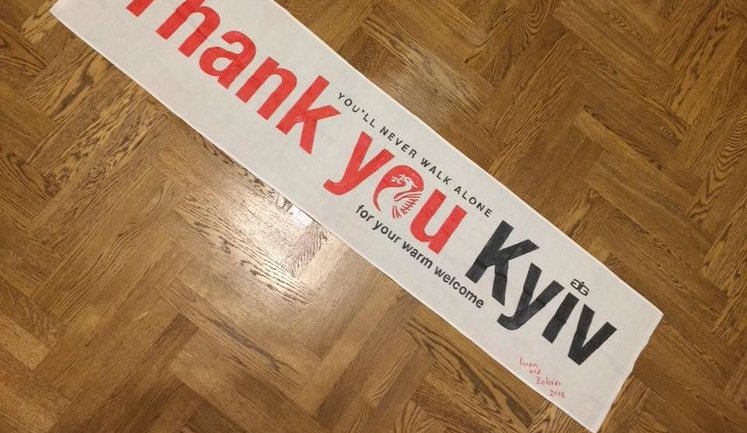 Thank you Kyiv
YOU'LL NEVER WALK ALONE
for your warm welcome